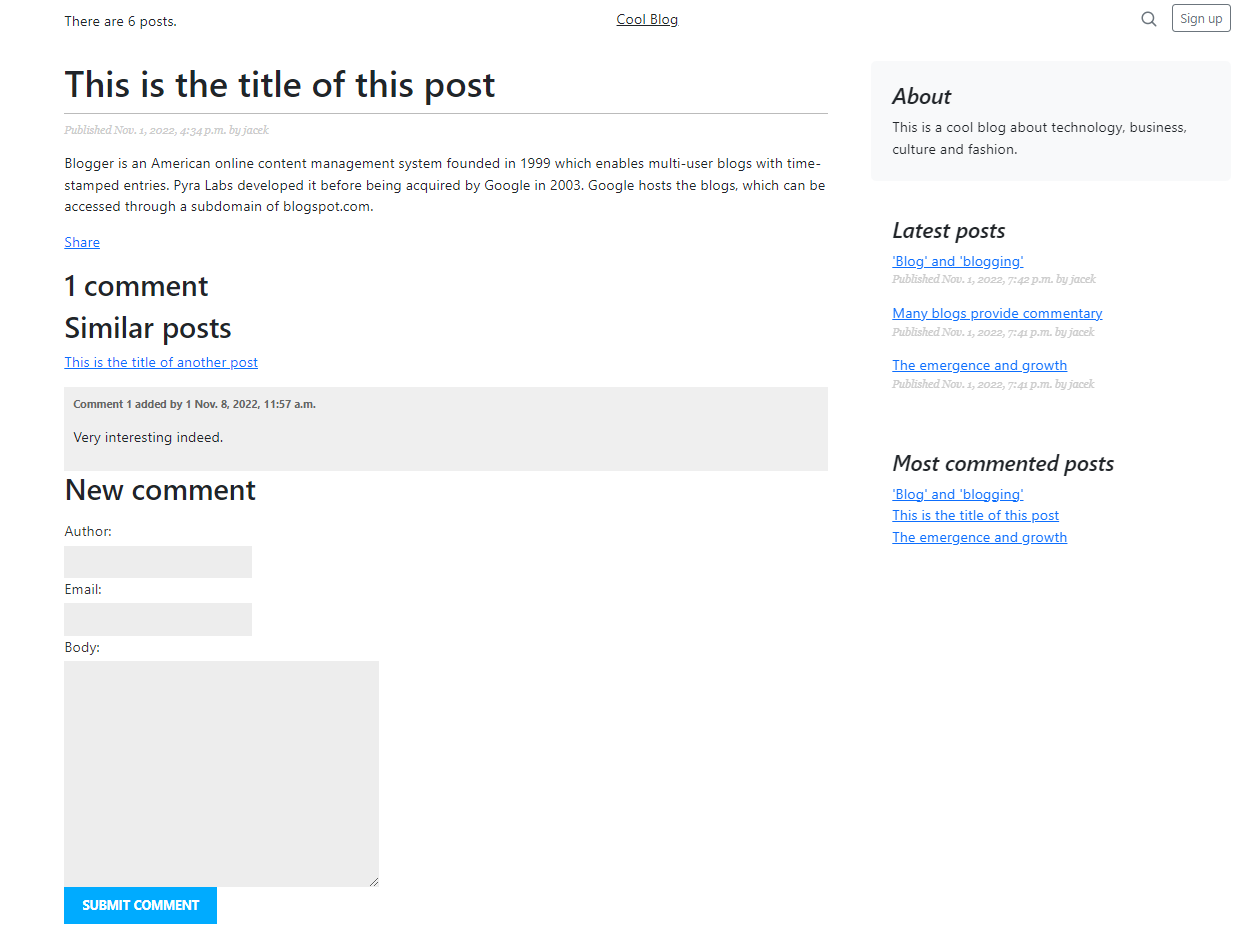 There are 6 posts.
Cool Blog
Sign up
This is the title of this post
Published Nov. 1, 2022, 4:34 p.m. by jacek
Blogger is an American online content management system founded in 1999 which enables multi-user blogs with time-
stamped entries. Pyra Labs developed it before being acquired by Google in 2003. Google hosts the blogs, which can be
accessed through a subdomain of blogspot.com.
Share
1 comment
Similar posts
This is the title of another post
Comment 1 added by 1 Nov. 8, 2022, 11:57 a.m.
Very interesting indeed.
New comment
Author:
Email:
Body:
SUBMIT COMMENT
About
This is a cool blog about technology, business,
culture and fashion.
Latest posts
'Blog' and 'blogging'
Published Nov. 1, 2022, 7:42 p.m. by jacek
Many blogs provide commentary
Published Nov. 1, 2022, 7:41 p.m. by jacek
The emergence and growth
Published Nov. 1, 2022, 7:41 p.m. by jacek
Most commented posts
'Blog' and 'blogging'
This is the title of this post
The emergence and growth